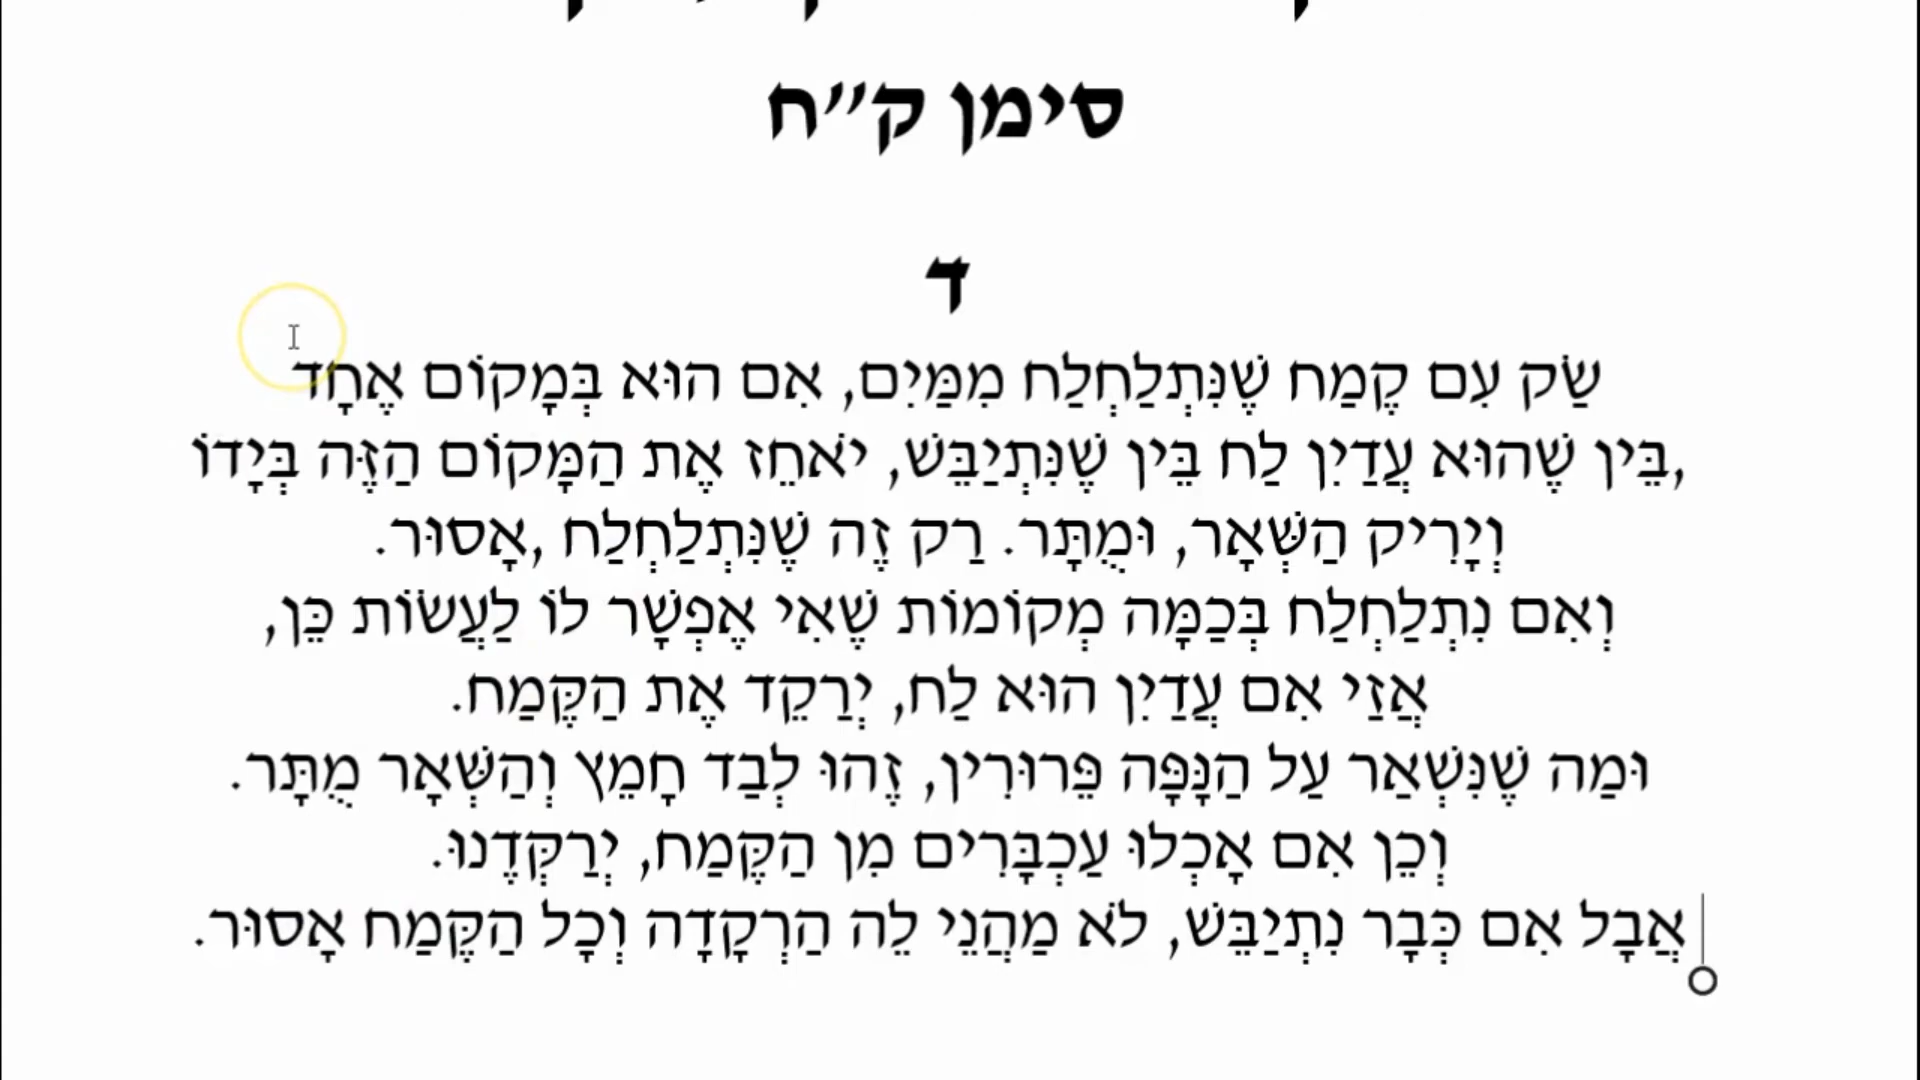 סימן ק״ח
ד
שַׂק עִם קֶמַח שֶׁנִּתְלַחְלַח מִמַּיִם, אִם הוּא בְּמָקוֹם אֶחָד
,בֵּין שֶׁהוּא עֲדַיִן לַח בֵּין שֶׁנִּתְיַבֵּשׁ, יֹאחֵז אֶת הַמָּקוֹם הַזֶּה בְּיָדוֹ
וְיָרִיק הַשְּׁאָר, וּמֻתָּר. רַק זֶה שֶׁנִּתְלַחְלַח ,אָסוּר.
וְאִם נִתְלַחְלַח בְּכַמָּה מְקוֹמוֹת שֶׁאִי אֶפְשָׁר לוֹ לַעֲשׂוֹת כֵּן,
אֲזַי אִם עֲדַיִן הוּא לַח, יְרַקֵד אֶת הַקֶּמַח.
וּמַה שֶׁנִּשְׁאַר עַל הַנָּפָּה פֵּרוּרִין, זֶהוּ לְבַד חָמֵץ וְהַשְּׁאָר מֻתָּר.
וְכֵן אִם אָכְלוּ עַכְבָּרִים מִן הַקֶּמַח, יְרַקְּדֶנוּ.
אֲבָל אִם כְּבָר נִתְיַבֵּשׁ, לֹא מַהֲנֵי לֵה הַרְקָדָה וְכָל הַקֶּמַח אָסוּר.